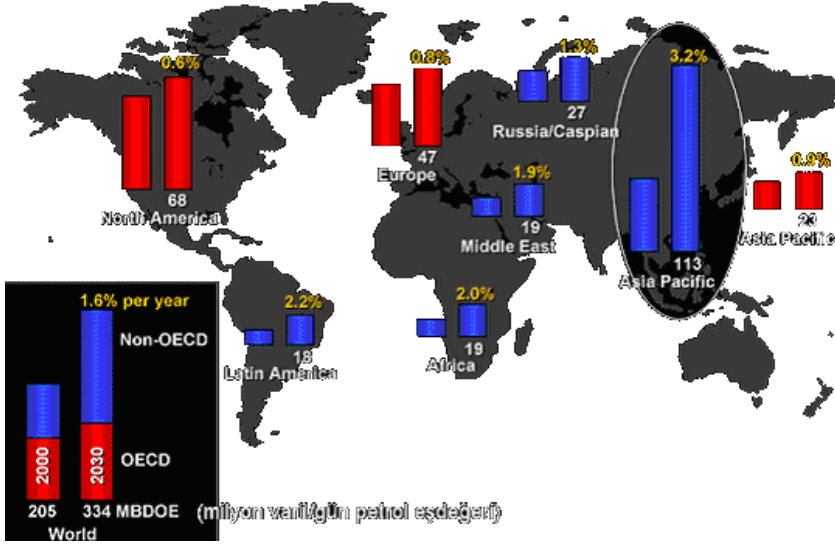 0.6%
68
North America
0.8%
47
Europe
1.3%
27
Russia/Caspian
1.9%
19
Middle East
3.2%
113
Asia Pacific
0.9%
23
Asia Pacific
2.2%
18
Latin America
2.0%
19
Africa
1.6% per year
Non-OECD
OECD
2000
2030
205
334 MBDOE
World
(milyon varil/gün petrol eşdeğeri)